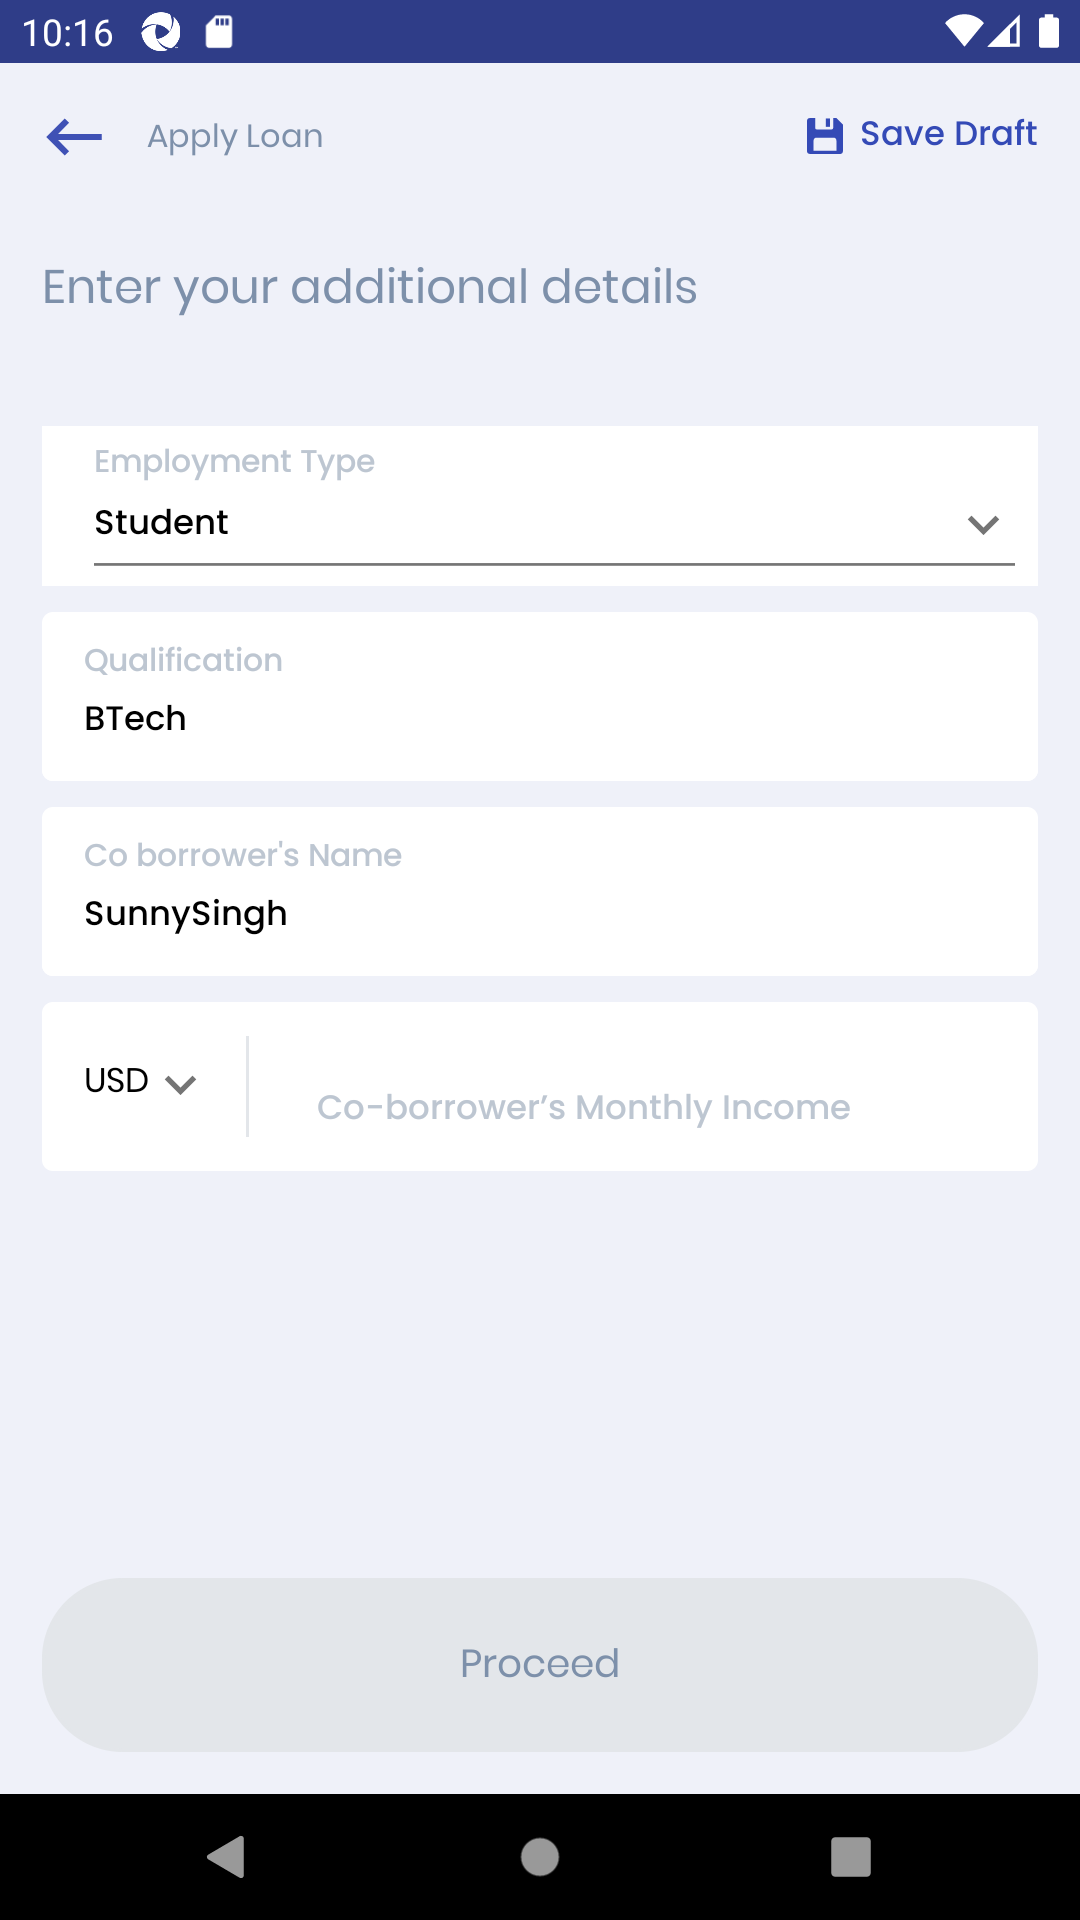 10:16
Apply Loan
Save Draft
Enter your additional details
Employment Type
Student
Qualification
BTech
Co borrower's Name
SunnySingh
USD
Co-borrower’s Monthly Income
Proceed